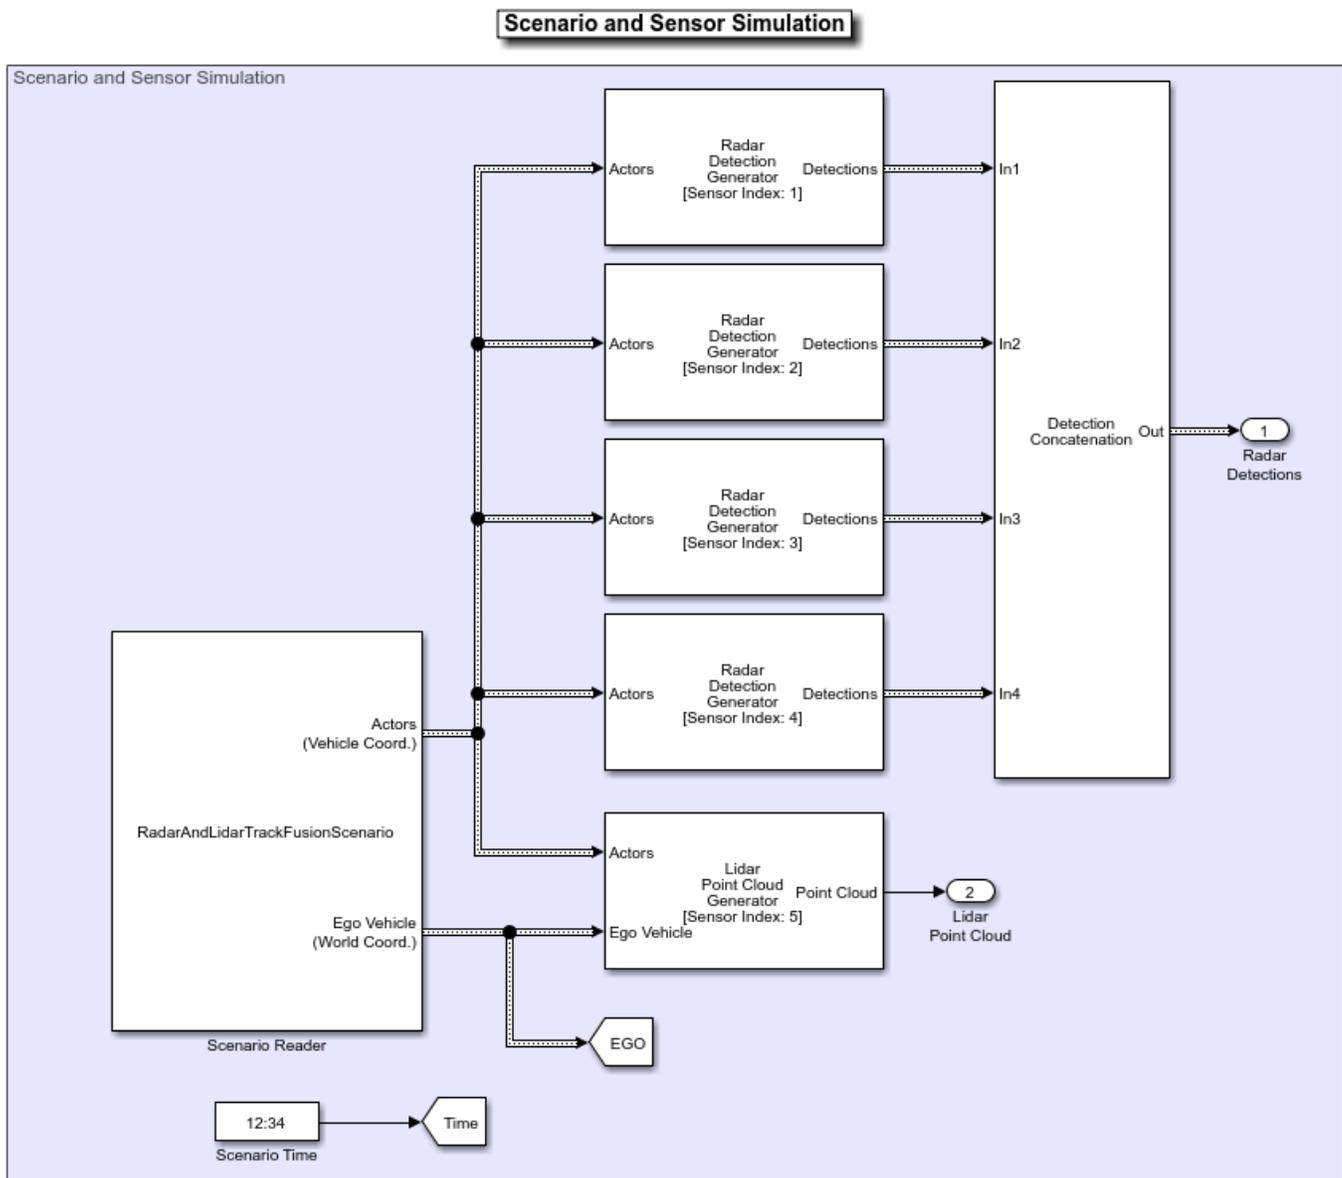 Scenario and Sensor Simulation
Scenario and Sensor Simulation
Actors
Radar
Detection
Generator
[Sensor Index: 1]
Detections
In1
Actors
Radar
Detection
Generator
[Sensor Index: 2]
Detections
In2
Actors
Radar
Detection
Generator
[Sensor Index: 3]
Detections
In3
Actors
Radar
Detection
Generator
[Sensor Index: 4]
Detections
In4
Detection
Concatenation
Out
1
Radar
Detections
Actors
(Vehicle Coord.)
RadarAndLidarTrackFusionScenario
Ego Vehicle
(World Coord.)
Scenario Reader
Actors
Lidar
Point Cloud
Generator
[Sensor Index: 5]
Ego Vehicle
Point Cloud
2
Lidar
Point Cloud
EGO
12:34
Scenario Time
Time